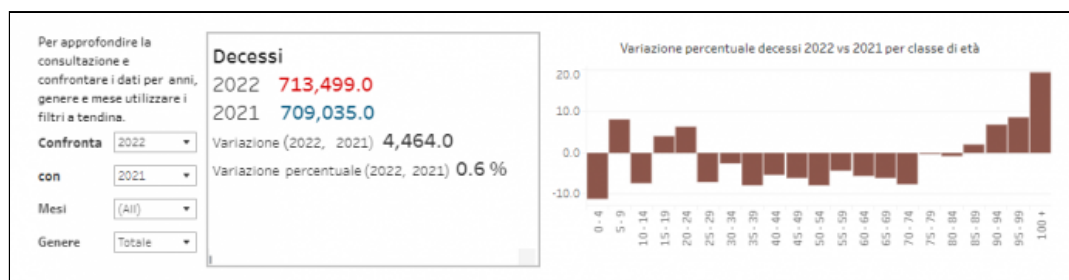 Per approfondire la
consultazione e
confrontare i dati per anni,
genere e mese utilizzare i
filtri a tendina.
Confronta 2022
con 2021
Mesi (All)
Genere Totale
Decessi
2022 713,499.0
2021 709,035.0
Variazione (2022, 2021) 4,464.0
Variazione percentuale (2022, 2021) 0.6 %
Variazione percentuale decessi 2022 vs 2021 per classe di età
20.0
10.0
0.0
-10.0
0 - 4
5 - 9
10 - 14
15 - 19
20 - 24
25 - 29
30 - 34
35 - 39
40 - 44
45 - 49
50 - 54
55 - 59
60 - 64
65 - 69
70 - 74
75 - 79
80 - 84
85 - 89
90 - 94
95 - 99
100 +